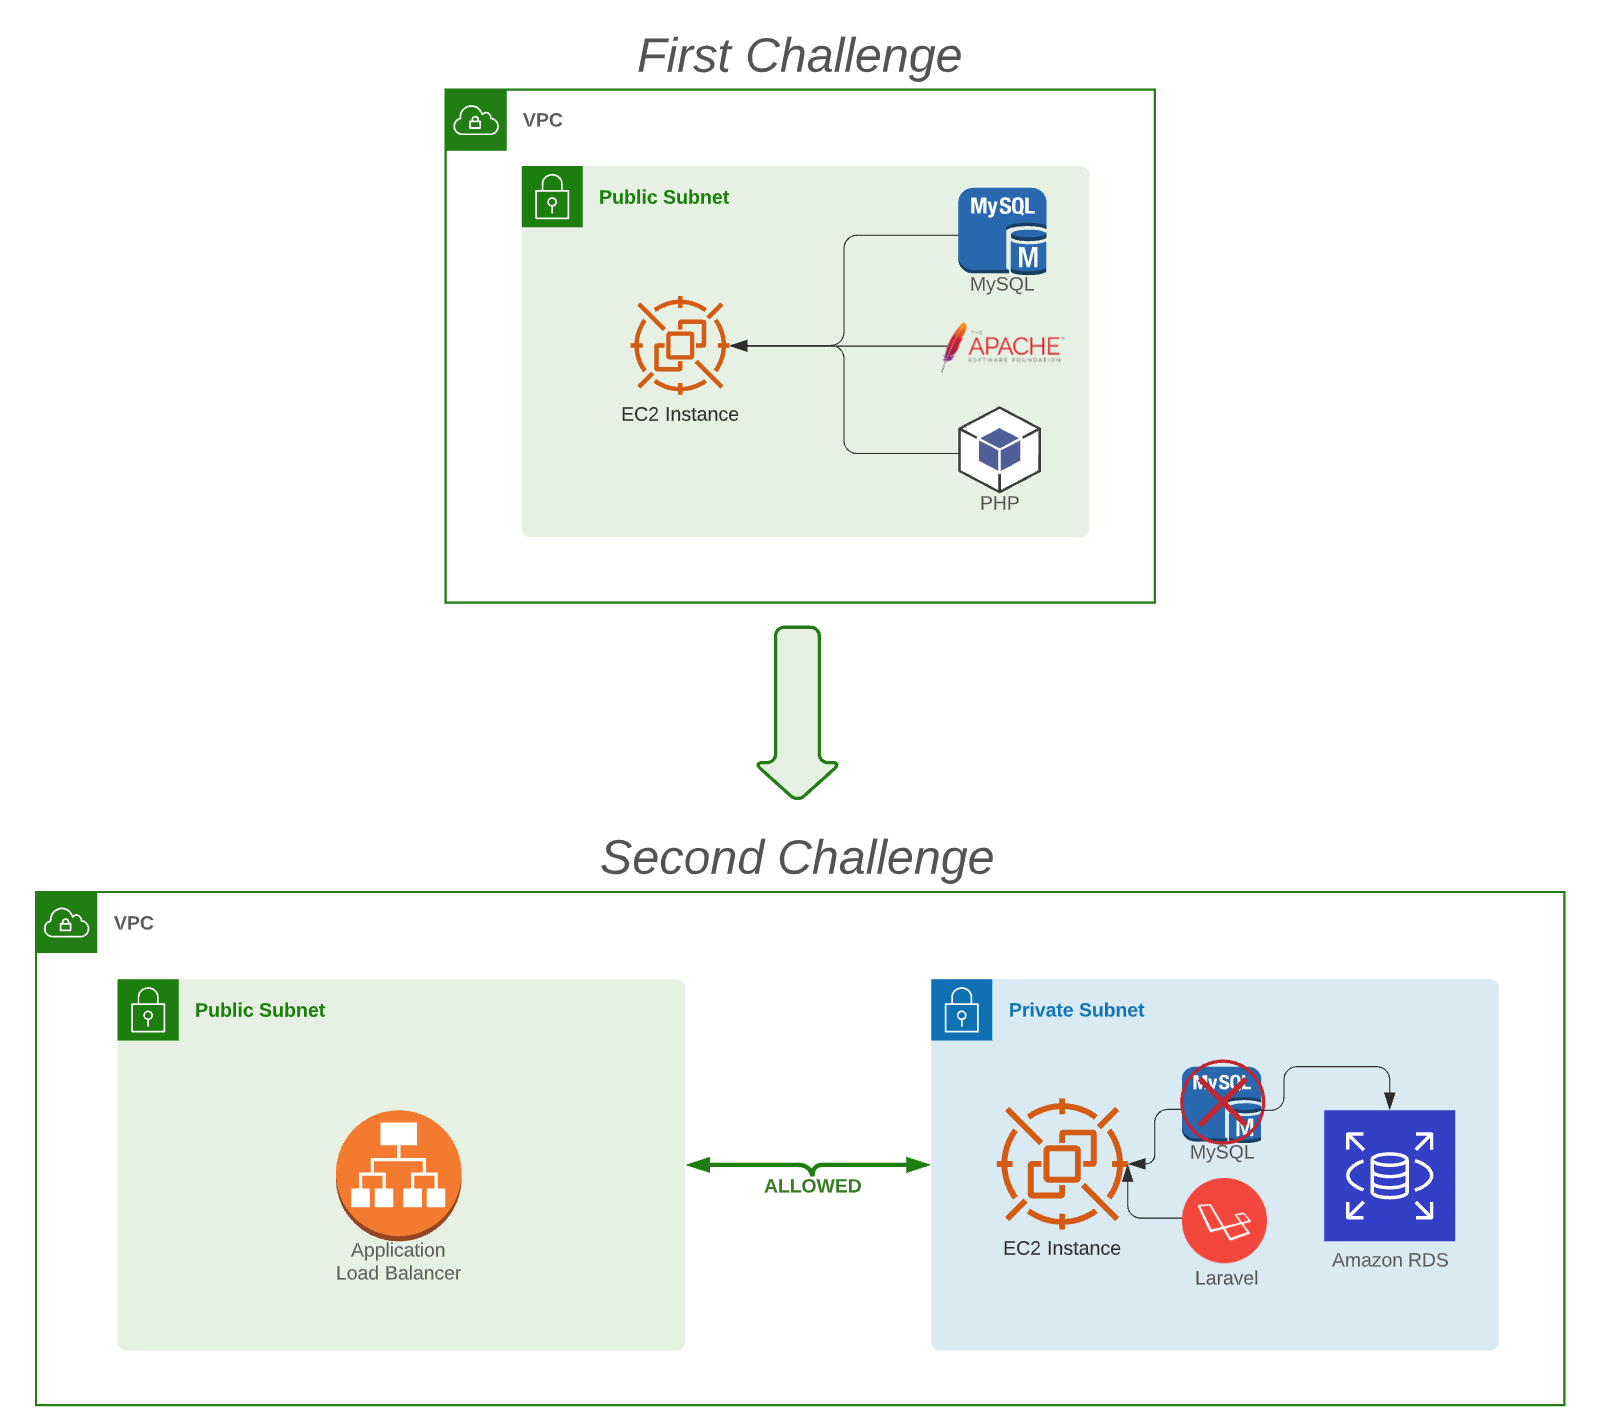 First Challenge
VPC
Public Subnet
MySQL
M
MySQL
THE
APACHE
SOFTWARE FOUNDATION
EC2 Instance
PHP
Second Challenge
VPC
Public Subnet
Private Subnet
MySQL
M
MySQL
ALLOWED
Application
Load Balancer
EC2 Instance
Laravel
Amazon RDS